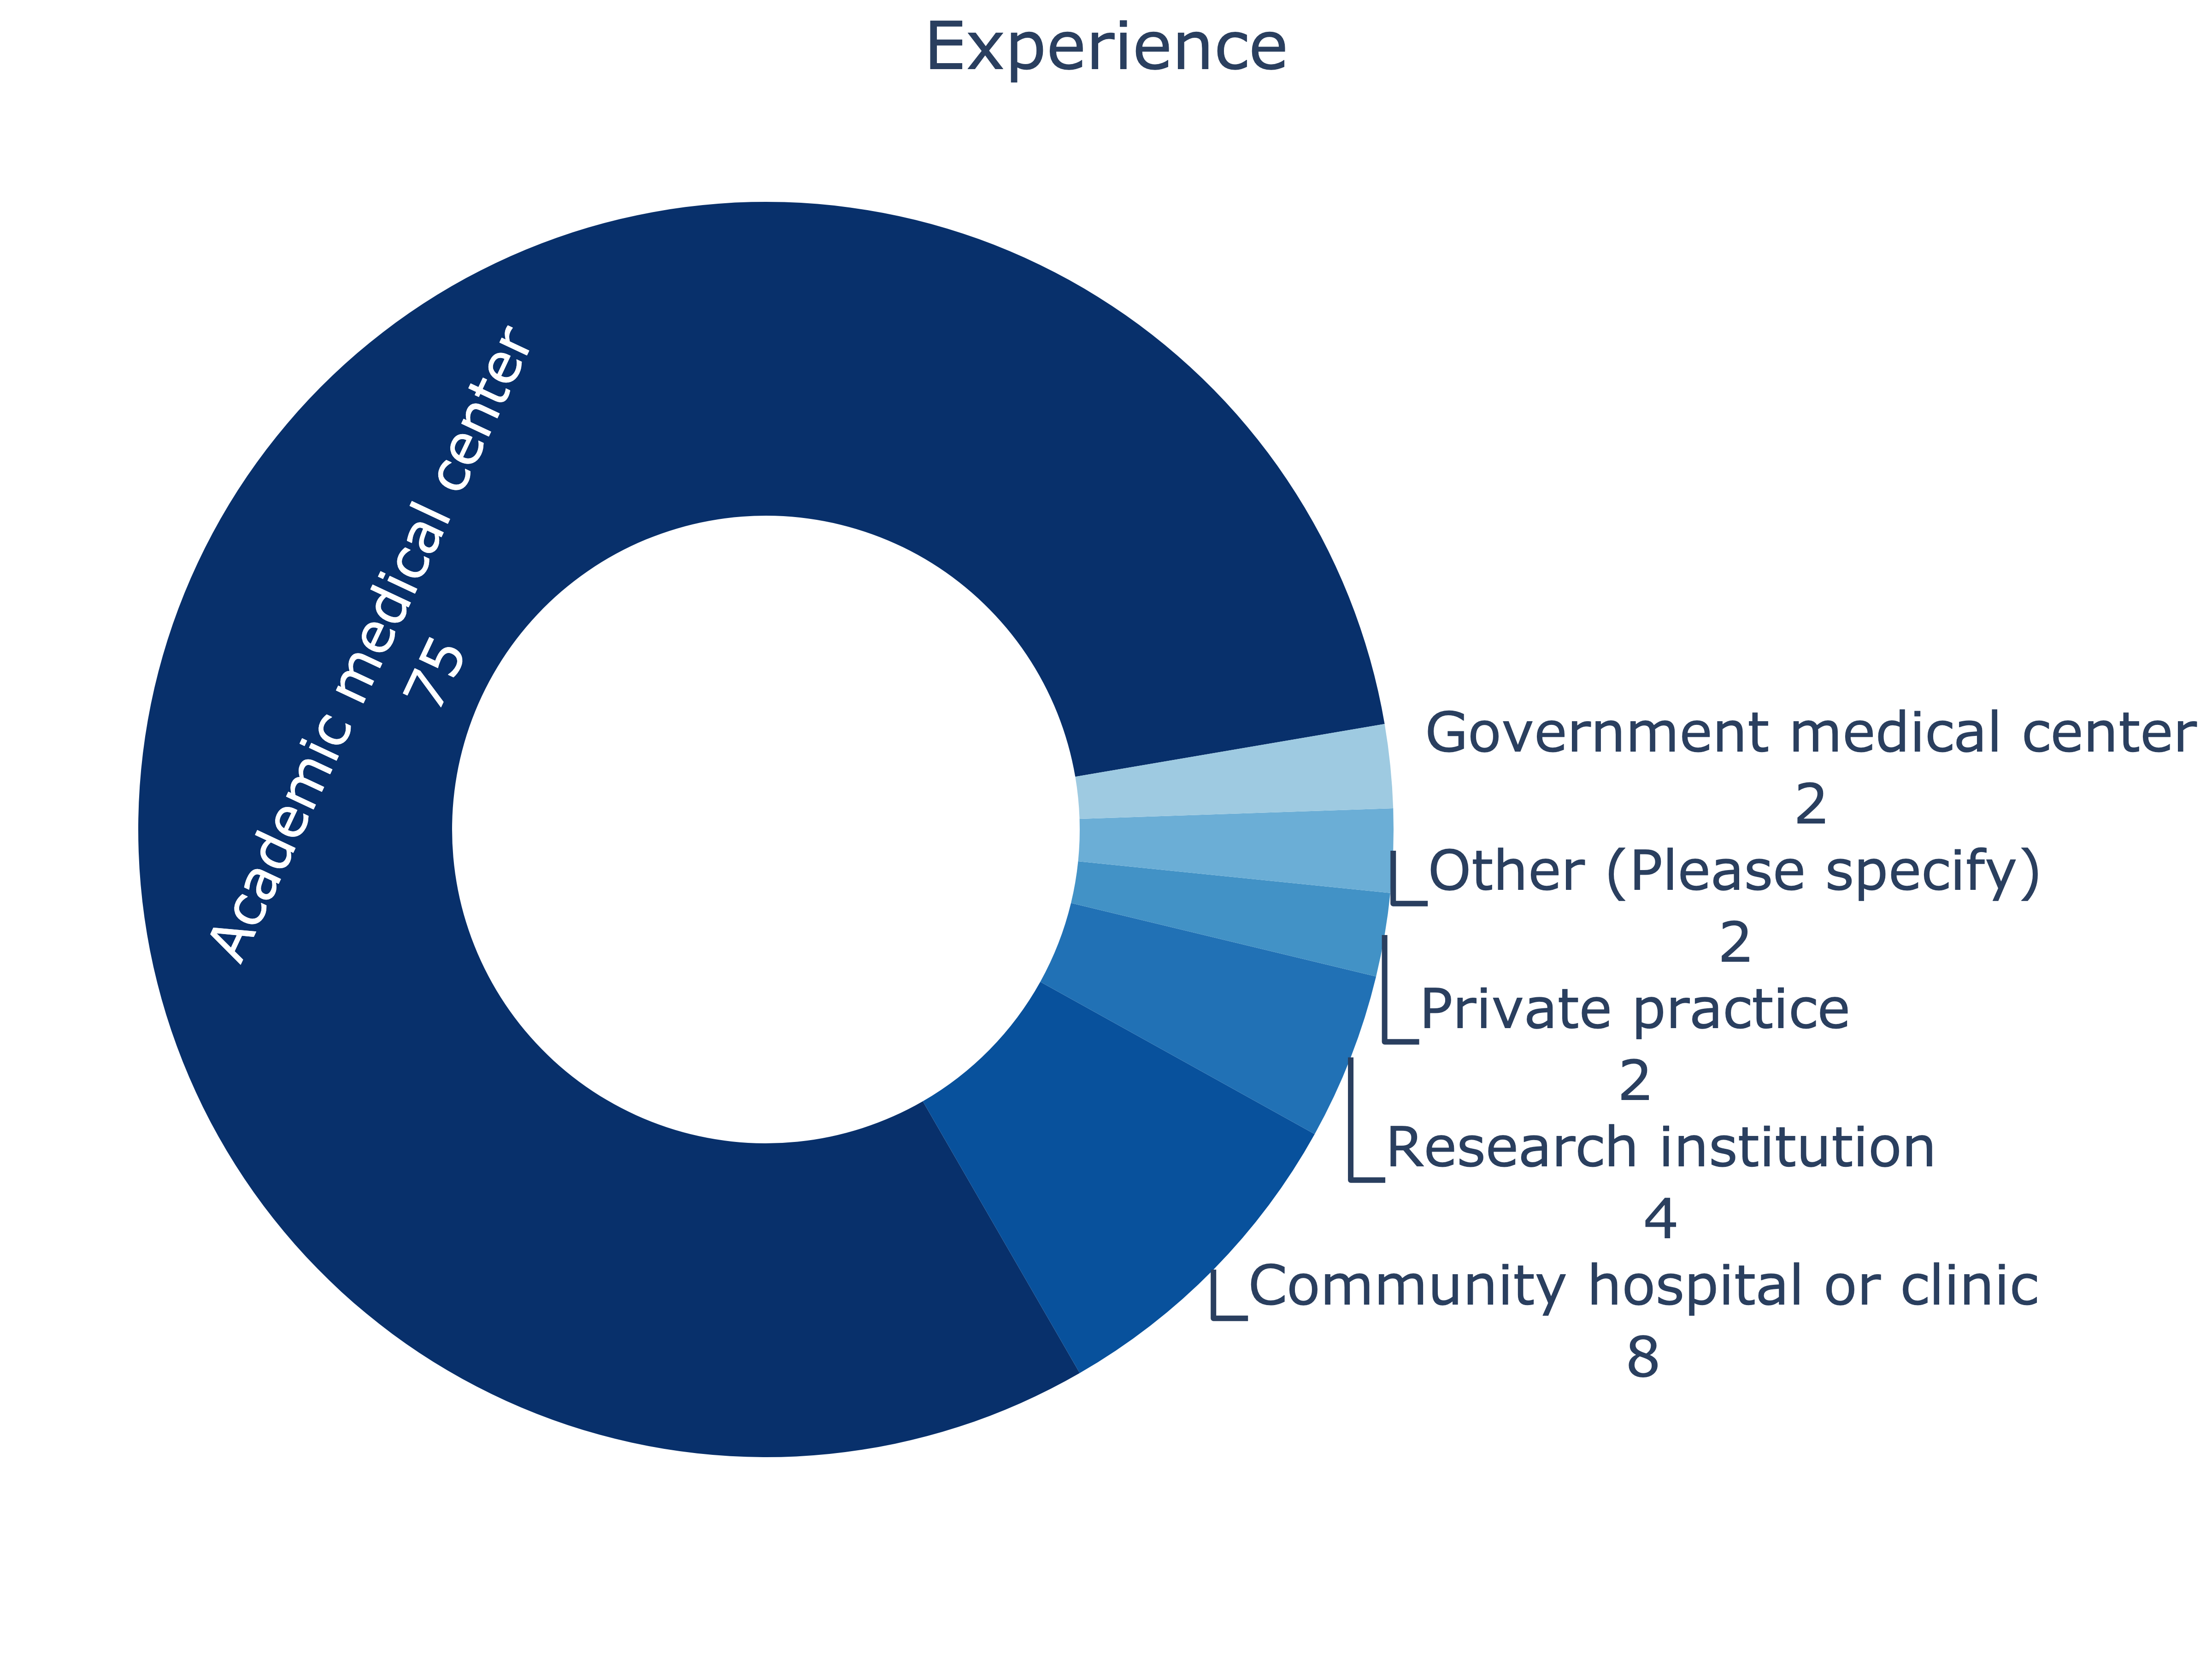 Experience
Academic medical center
75
Government medical center
2
Other (Please specify)
2
Private practice
2
Research institution
4
Community hospital or clinic
8